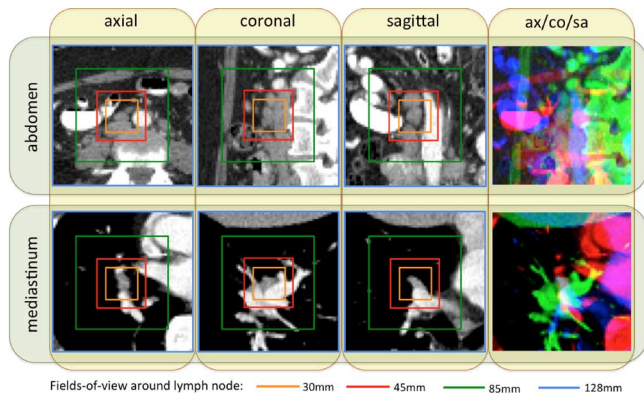 axial coronal sagittal ax/co/sa
abdomen
mediastinum
Fields-of-view around lymph node: 30mm 45mm 85mm 128mm